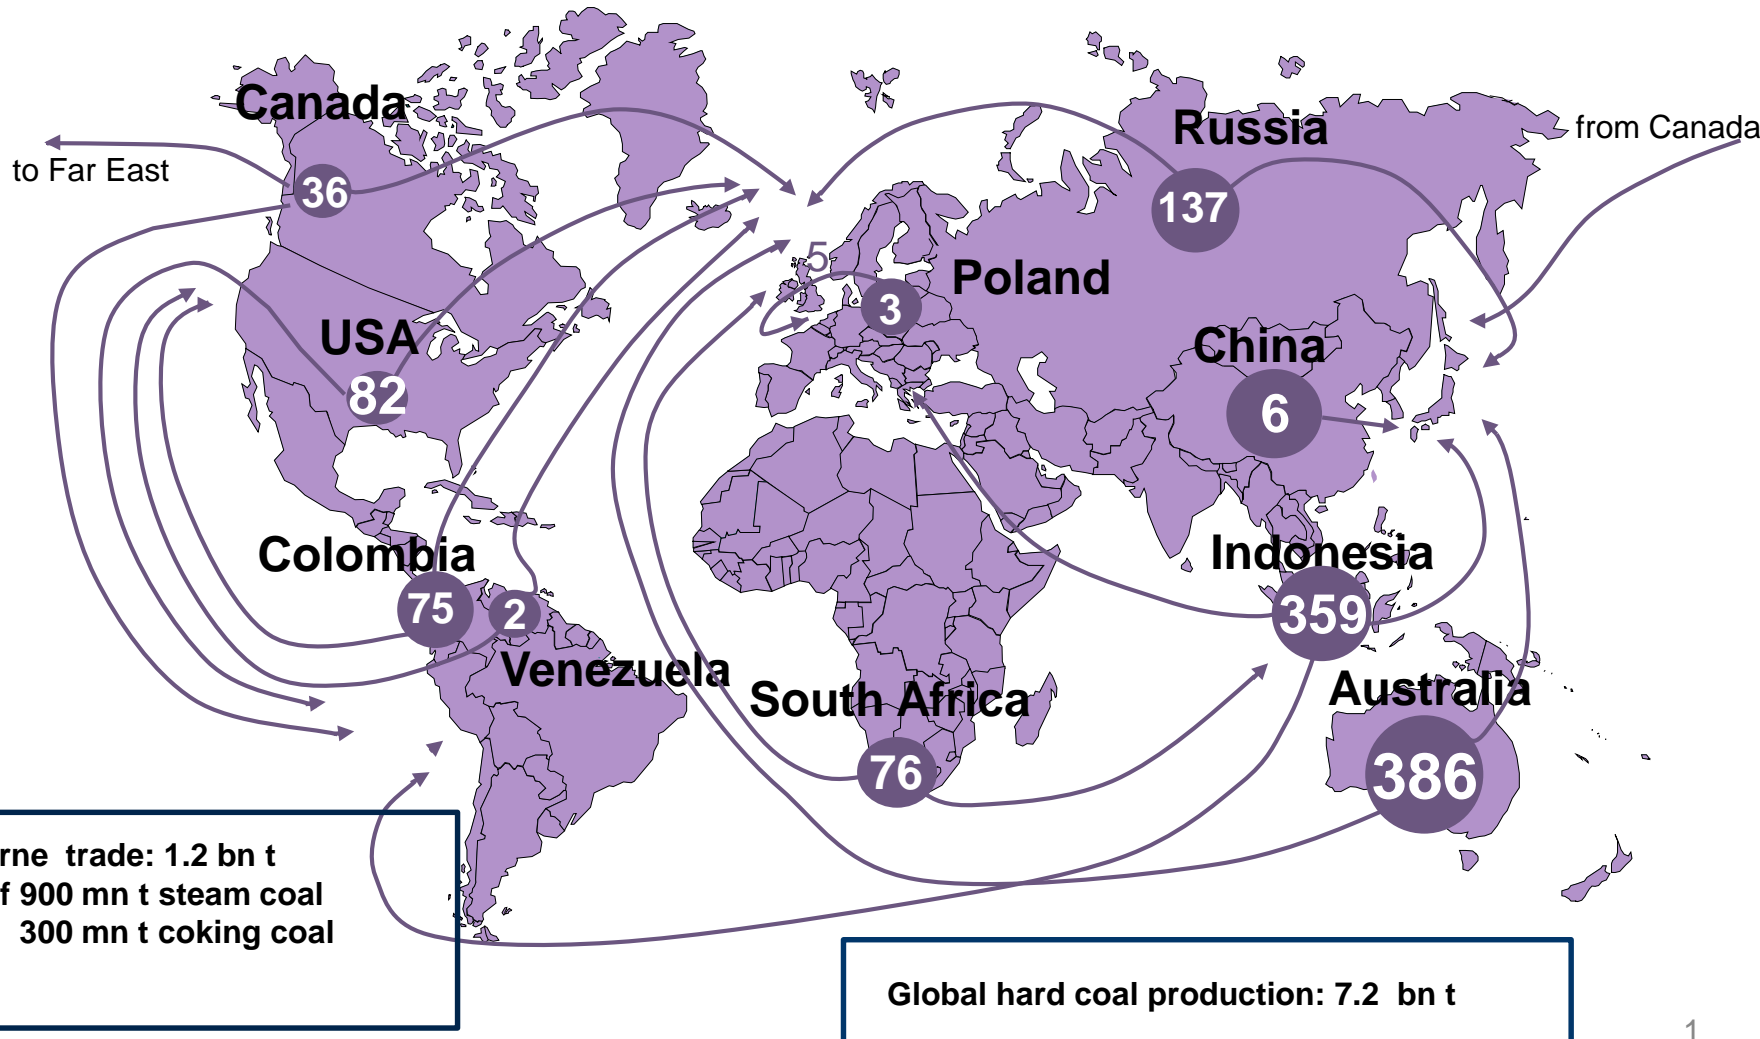 Canada
Russia
from Canada
to Far East
36
137
5
Poland
3
USA
China
82
6
Colombia
Indonesia
75
2
359
Venezuela
South Africa
Australia
76
386
rne trade: 1.2 bn t
f 900 mn t steam coal
300 mn t coking coal
Global hard coal production: 7.2 bn t
1